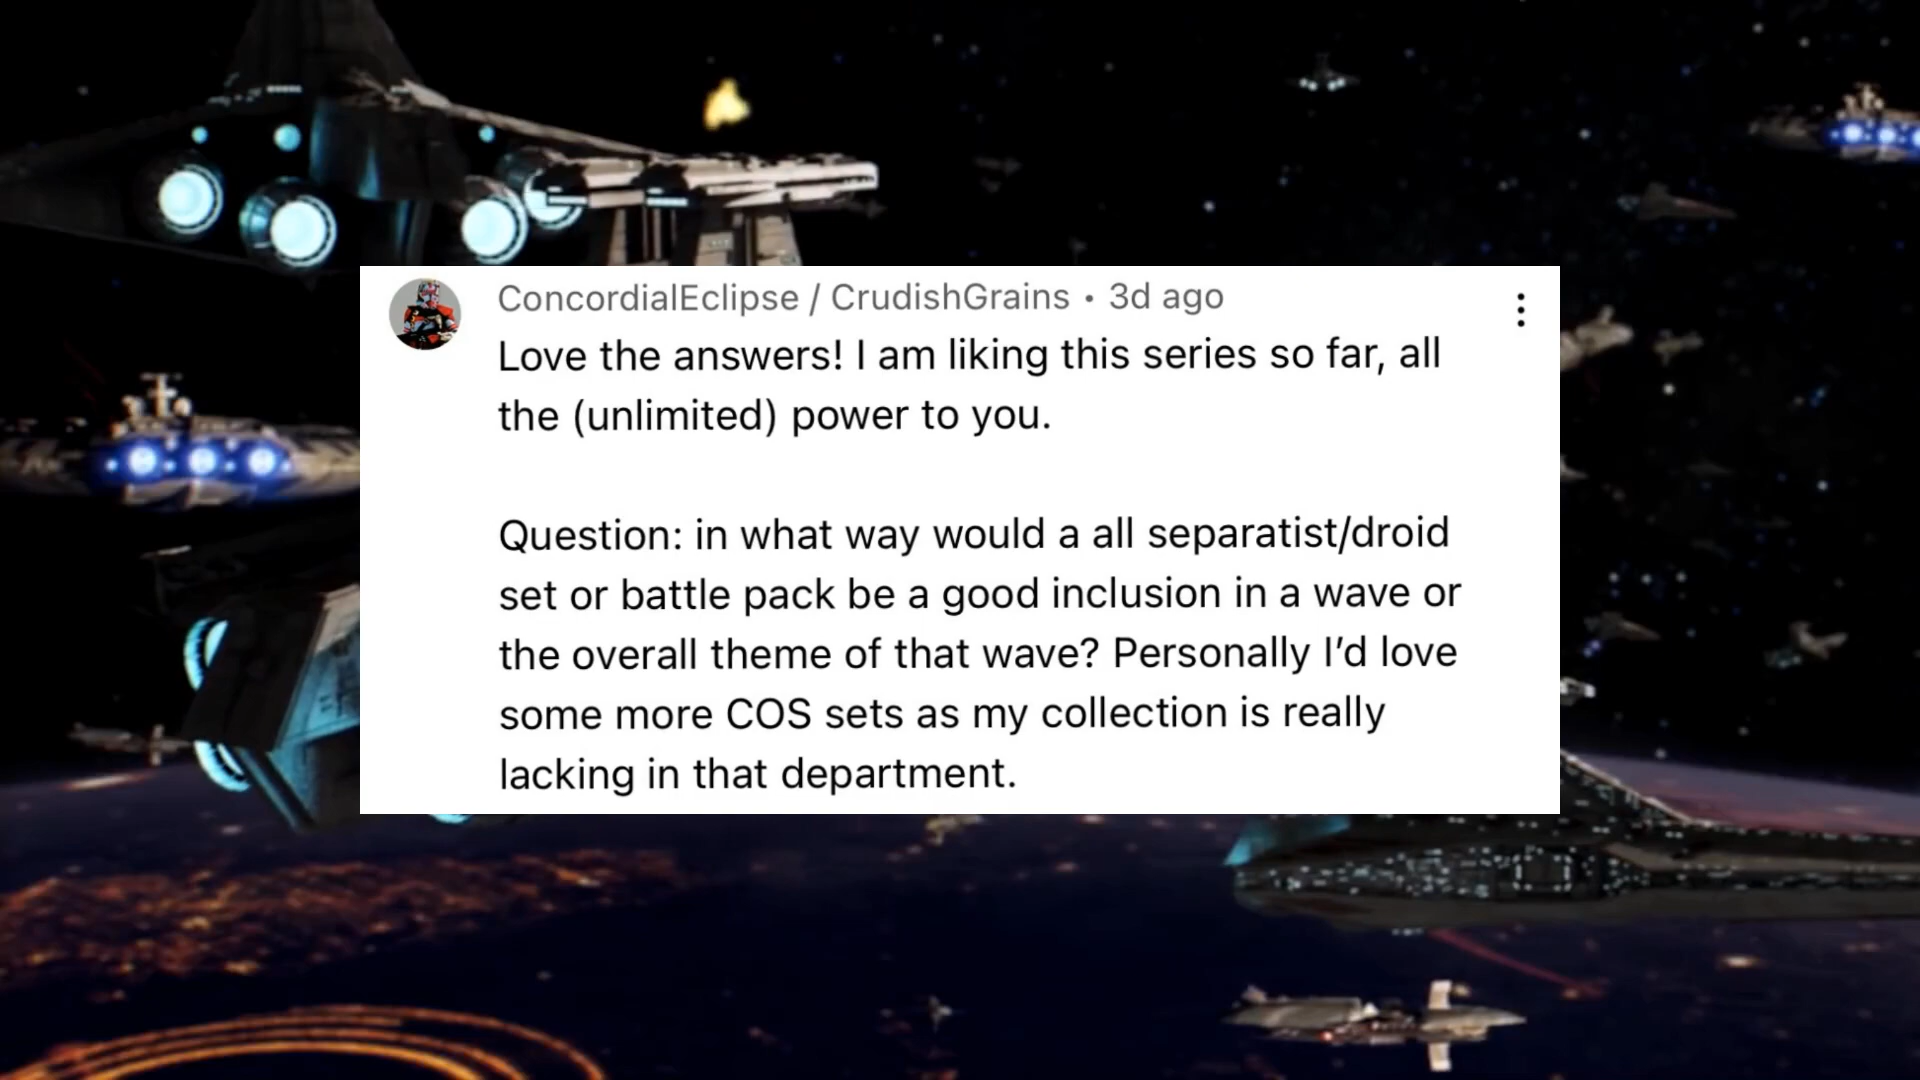 ConcordialEclipse / CrudishGrains • 3d ago
Love the answers! I am liking this series so far, all
the (unlimited) power to you.
Question: in what way would a all separatist/droid
set or battle pack be a good inclusion in a wave or
the overall theme of that wave? Personally I’d love
some more COS sets as my collection is really
lacking in that department.